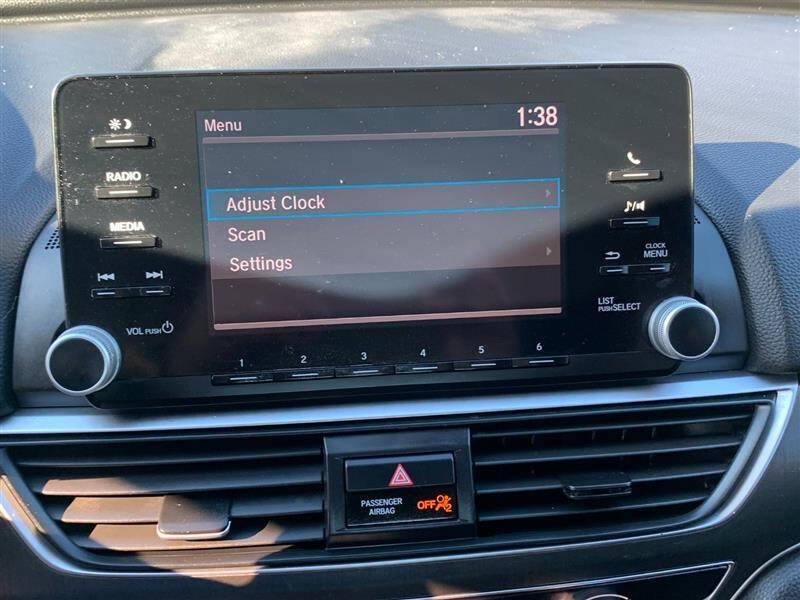 Menu 1:38
RADIO
Adjust Clock
MEDIA
Scan
CLOCK
MENU
Settings
LIST
PUSH SELECT
VOL PUSH
1 2 3 4 5 6
PASSENGER
AIRBAG
OFF 2